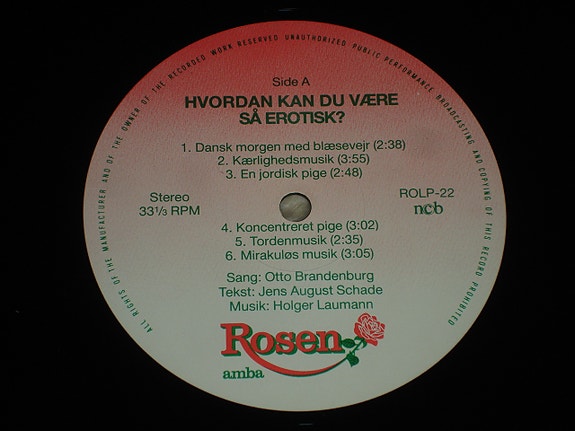 ALL RIGHTS OF THE MANUFACTURER AND OF THE OWNER OF THE RECORDED WORK RESERVED UNAUTHORIZED PUBLIC PERFORMANCE BROADCASTING AND COPYING OF THIS RECORD PROHIBITED
Side A
HVORDAN KAN DU VÆRE
SÅ EROTISK?
1. Dansk morgen med blæsevejr (2:38)
2. Kærlighedsmusik (3:55)
3. En jordisk pige (2:48)
Stereo
33⅓ RPM
ROLP-22
ncb
4. Koncentreret pige (3:02)
5. Tordenmusik (2:35)
6. Mirakuløs musik (3:05)
Sang: Otto Brandenburg
Tekst: Jens August Schade
Musik: Holger Laumann
Rosen
amba